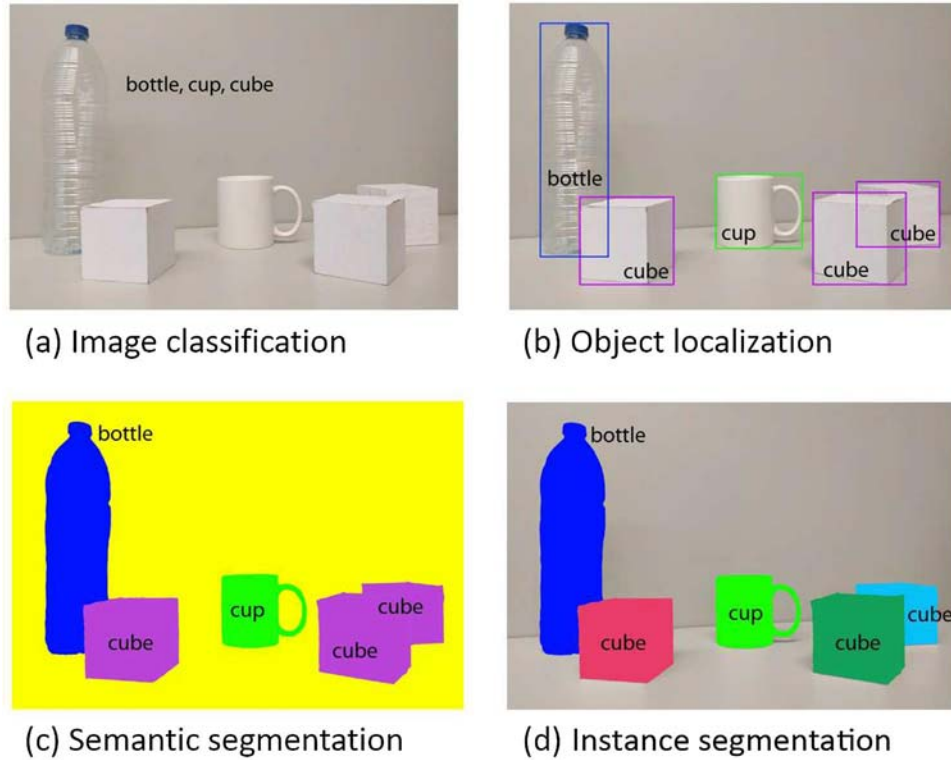 bottle, cup, cube
(a) Image classification
bottle
cup
cube
cube
cube
(b) Object localization
bottle
cup
cube
cube
cube
(c) Semantic segmentation
bottle
cup
cube
cube
cube
(d) Instance segmentation